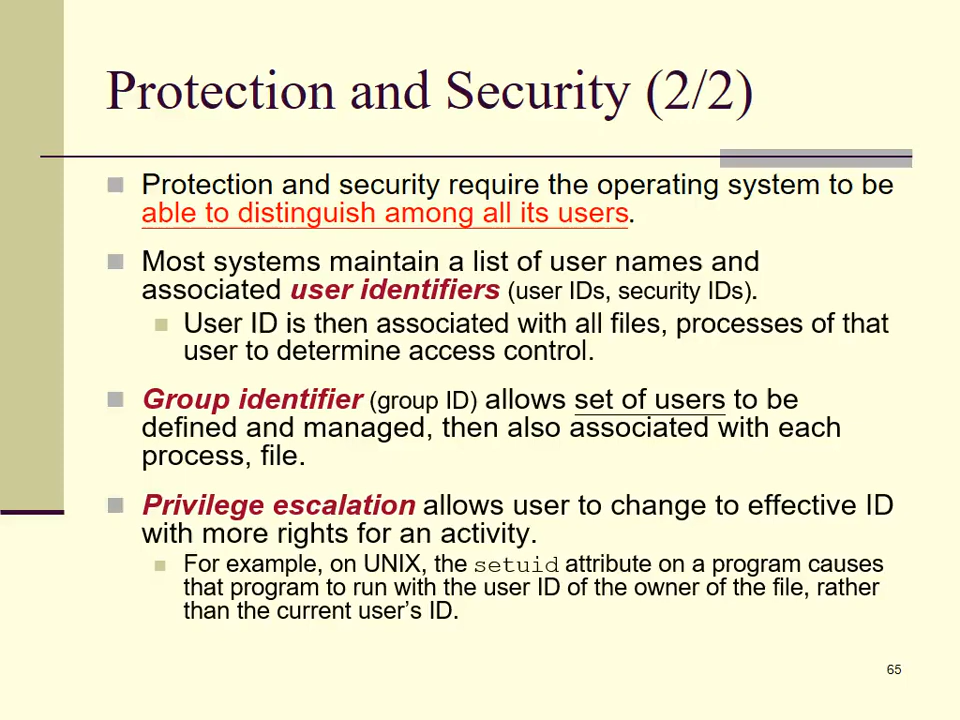 Protection and Security (2/2)
Protection and security require the operating system to be
able to distinguish among all its users.
Most systems maintain a list of user names and
associated user identifiers (user IDs, security IDs).
User ID is then associated with all files, processes of that
user to determine access control.
Group identifier (group ID) allows set of users to be
defined and managed, then also associated with each
process, file.
Privilege escalation allows user to change to effective ID
with more rights for an activity.
For example, on UNIX, the setuid attribute on a program causes
that program to run with the user ID of the owner of the file, rather
than the current user’s ID.
65